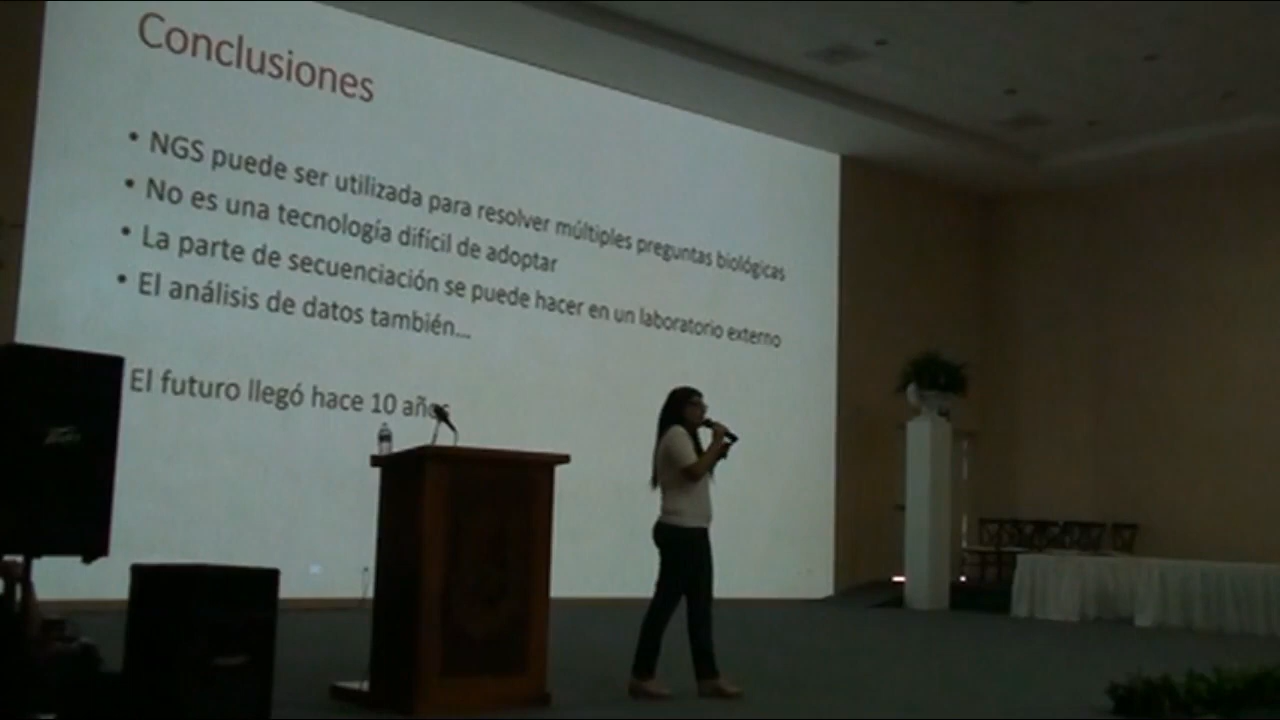 Conclusiones
• NGS puede ser utilizada para resolver múltiples preguntas biológicas
• No es una tecnología difícil de adoptar
• La parte de secuenciación se puede hacer en un laboratorio externo
• El análisis de datos también...
El futuro llegó hace 10 años